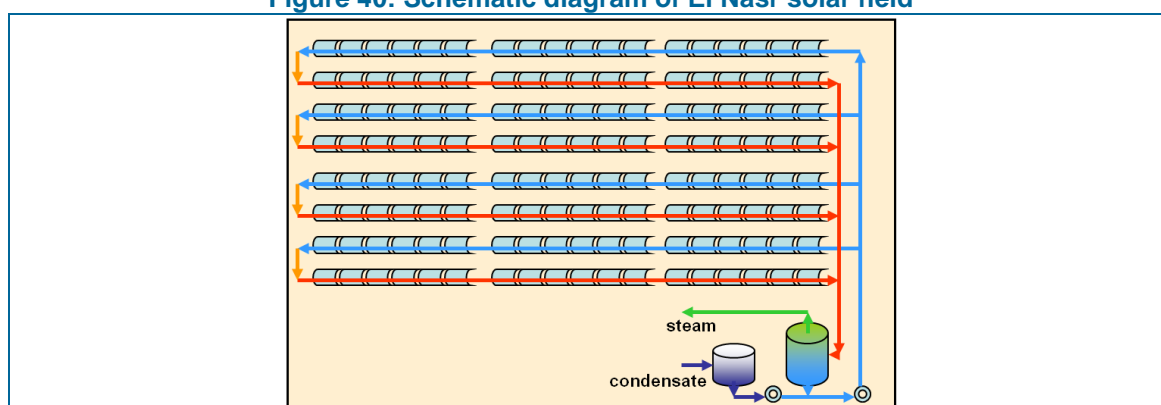 Figure 40: Schematic diagram of El Nasr solar field
steam
condensate